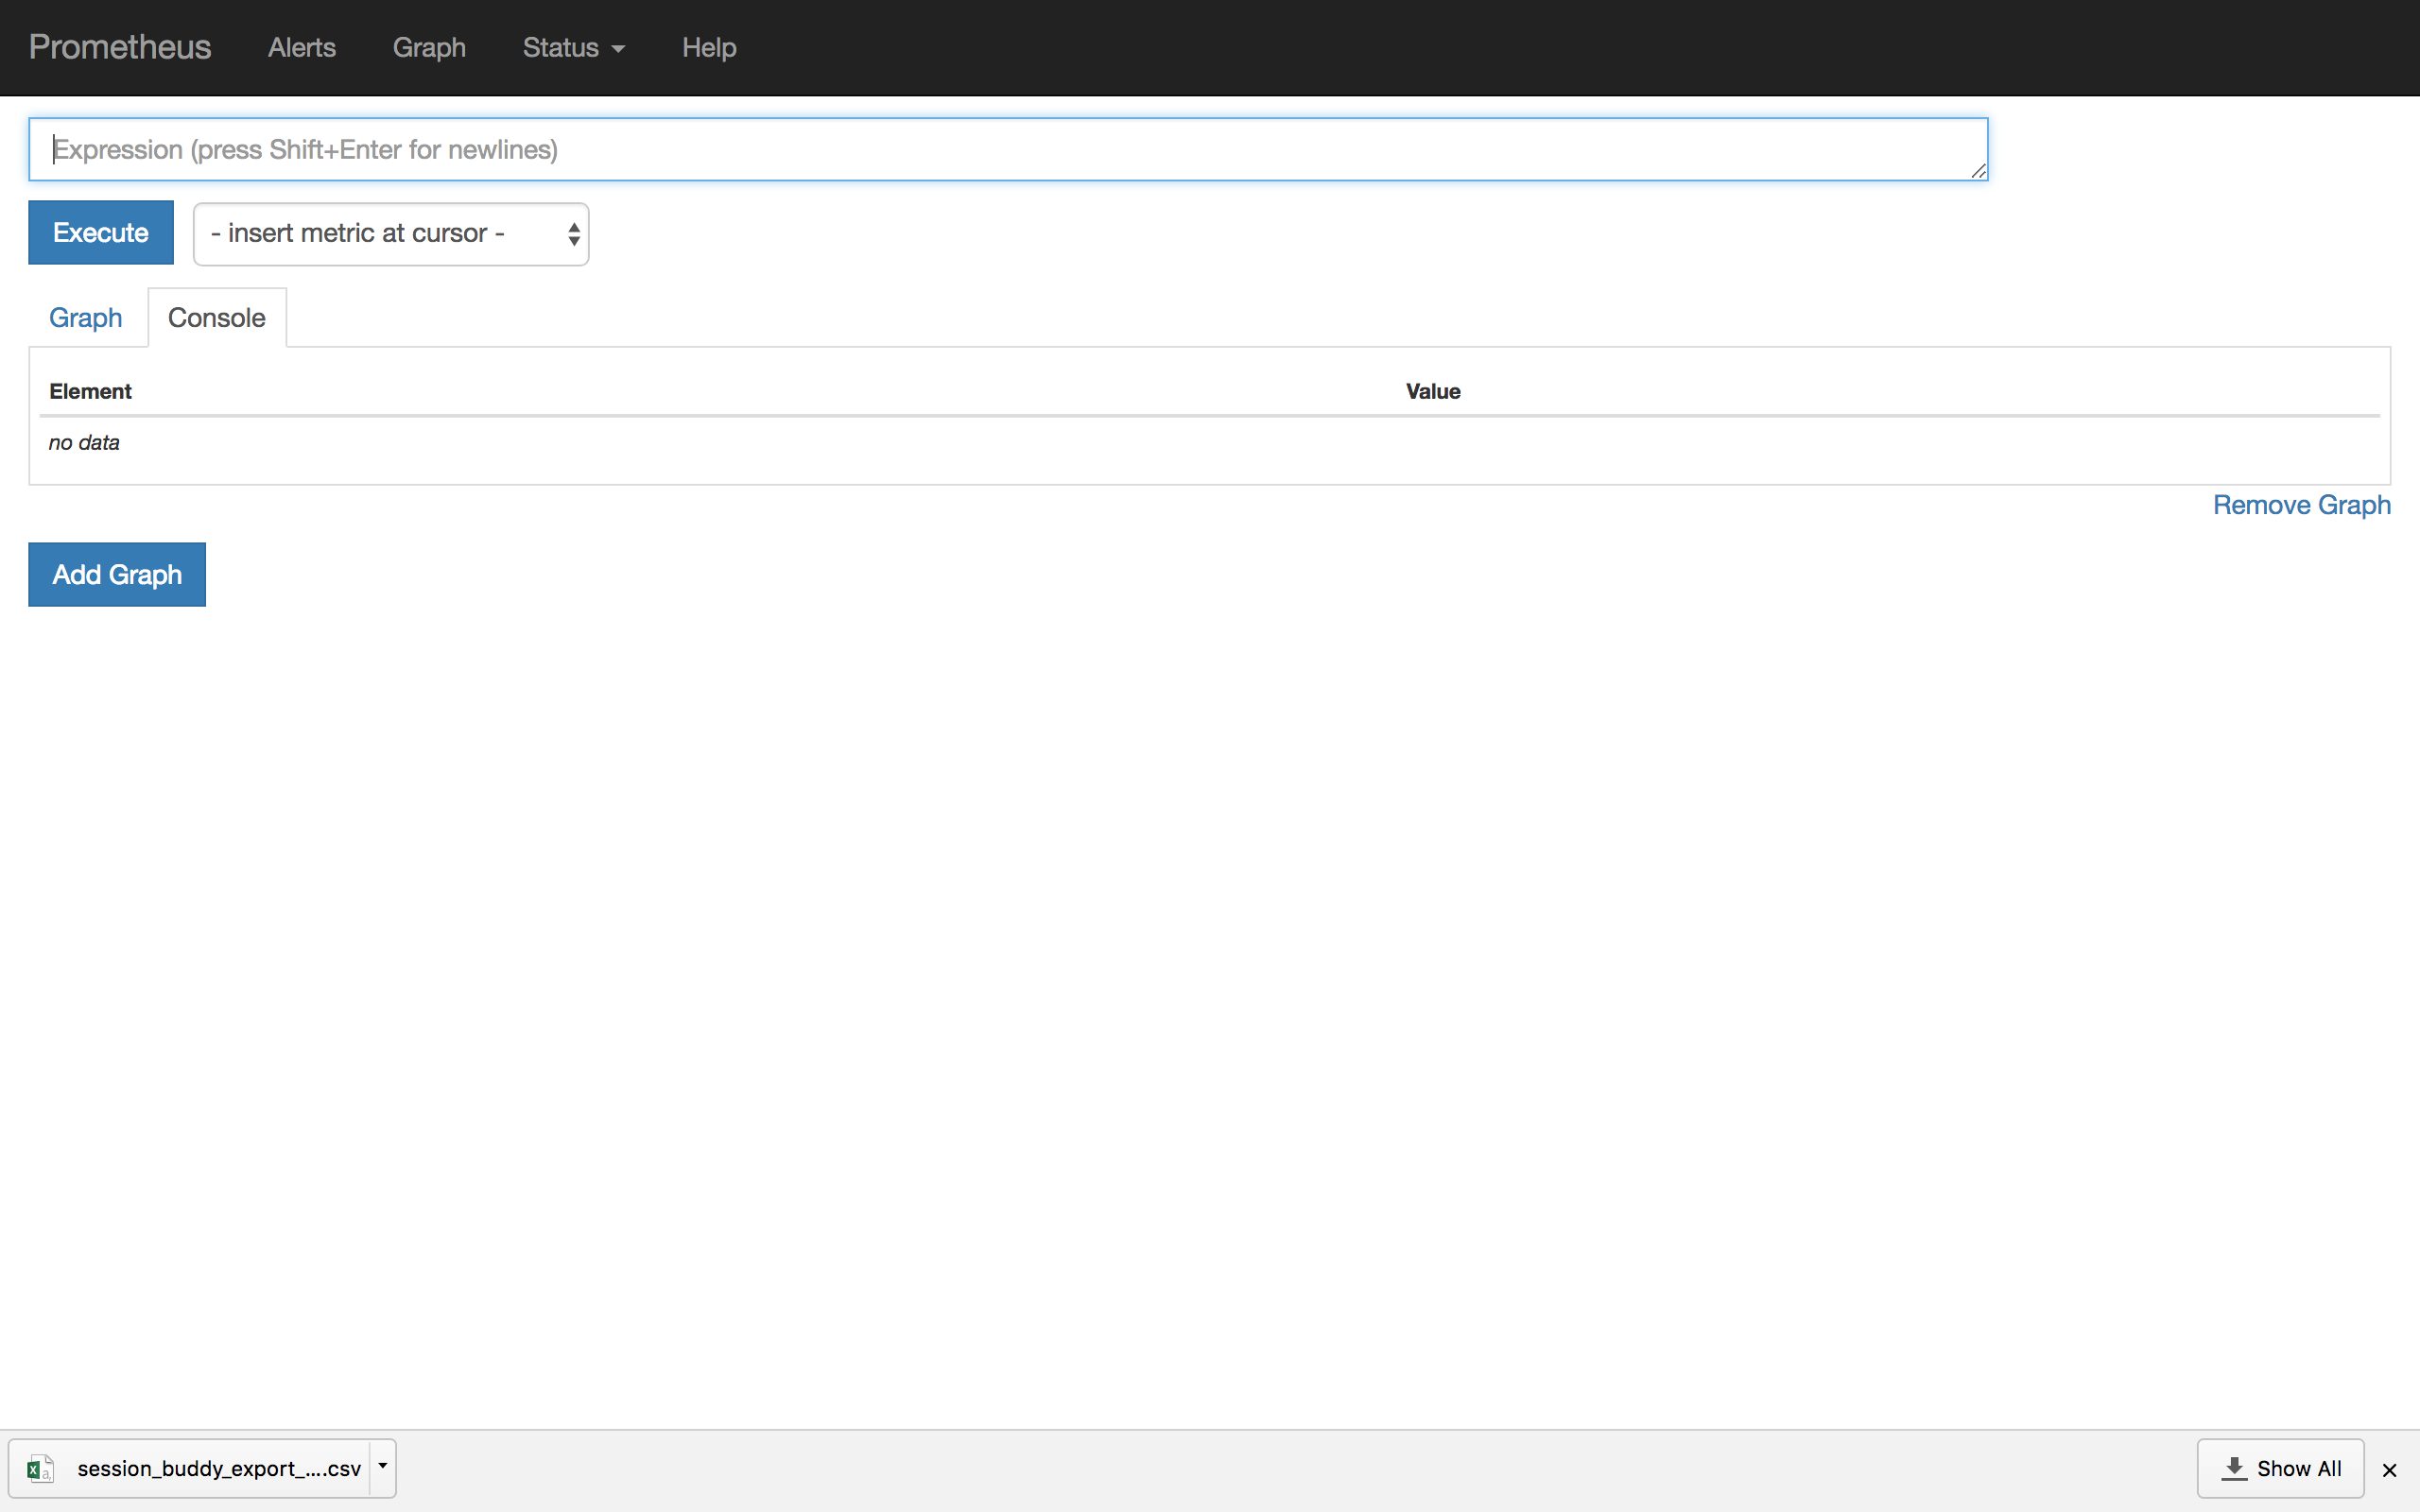 Prometheus Alerts Graph Status Help
Expression (press Shift+Enter for newlines)
Execute - insert metric at cursor -
Graph Console
Element Value
no data
Remove Graph
Add Graph
session_buddy_export_....csv Show All